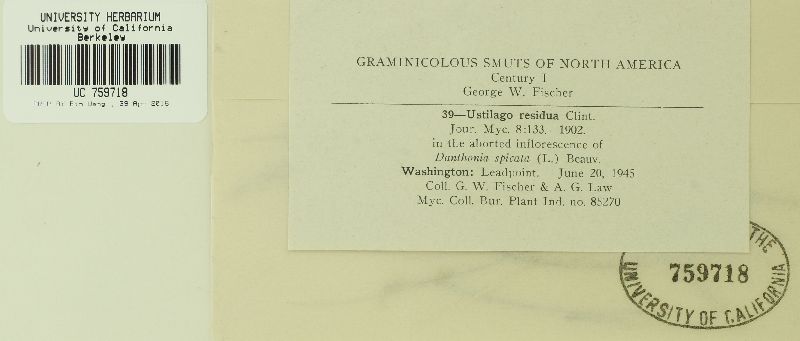 UNIVERSITY HERBARIUM
University of California
Berkeley
UC 759718
GRAMINICOLOUS SMUTS OF NORTH AMERICA
Century I
George W. Fischer
39—Ustilago residua Clint.
Jour. Myc. 8:133. 1902.
in the aborted inflorescence of
Danthonia spicata (L.) Beauv.
Washington: Leadpoint. June 20, 1945
Coll. G. W. Fischer & A. G. Law
Myc. Coll. Bur. Plant Ind. no. 85270
THE
759718
UNIVERSITY OF CALIFORNIA